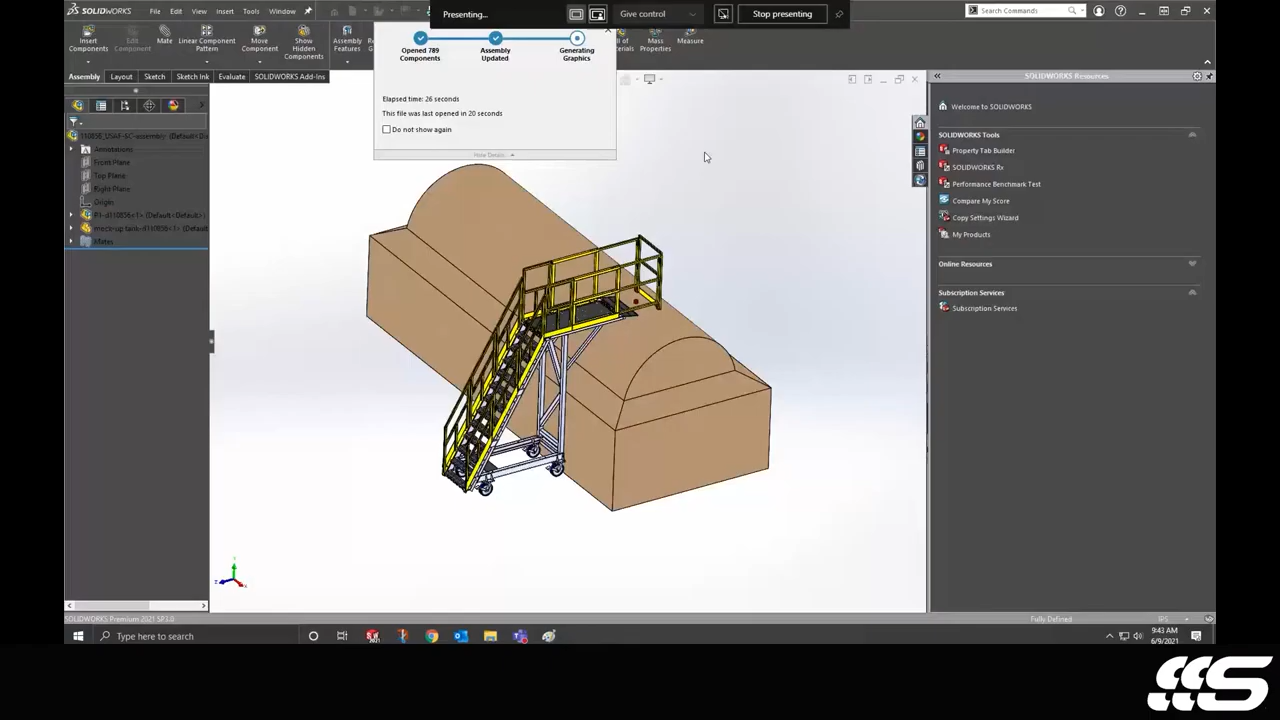 SOLIDWORKS
File
Edit
View
Insert
Tools
Window
Presenting...
Give control
Stop presenting
Search Commands
Insert Components
Edit Component
Mate
Linear Component Pattern
Move Component
Show Hidden Components
Assembly Features
Mass Properties
Measure
Assembly
Layout
Sketch
Sketch Ink
Evaluate
SOLIDWORKS Add-Ins
Opened 789 Components
Assembly Updated
Generating Graphics
Elapsed time: 26 seconds
This file was last opened in 20 seconds
Do not show again
Annotations
Front Plane
Top Plane
Right Plane
Origin
Mates
SOLIDWORKS Resources
Welcome to SOLIDWORKS
SOLIDWORKS Tools
Property Tab Builder
SOLIDWORKS Rx
Performance Benchmark Test
Compare My Score
Copy Settings Wizard
My Products
Online Resources
Subscription Services
Subscription Services
SOLIDWORKS Premium 2021 SP3.0
Fully Defined
IPS
Type here to search
9:43 AM
6/9/2021